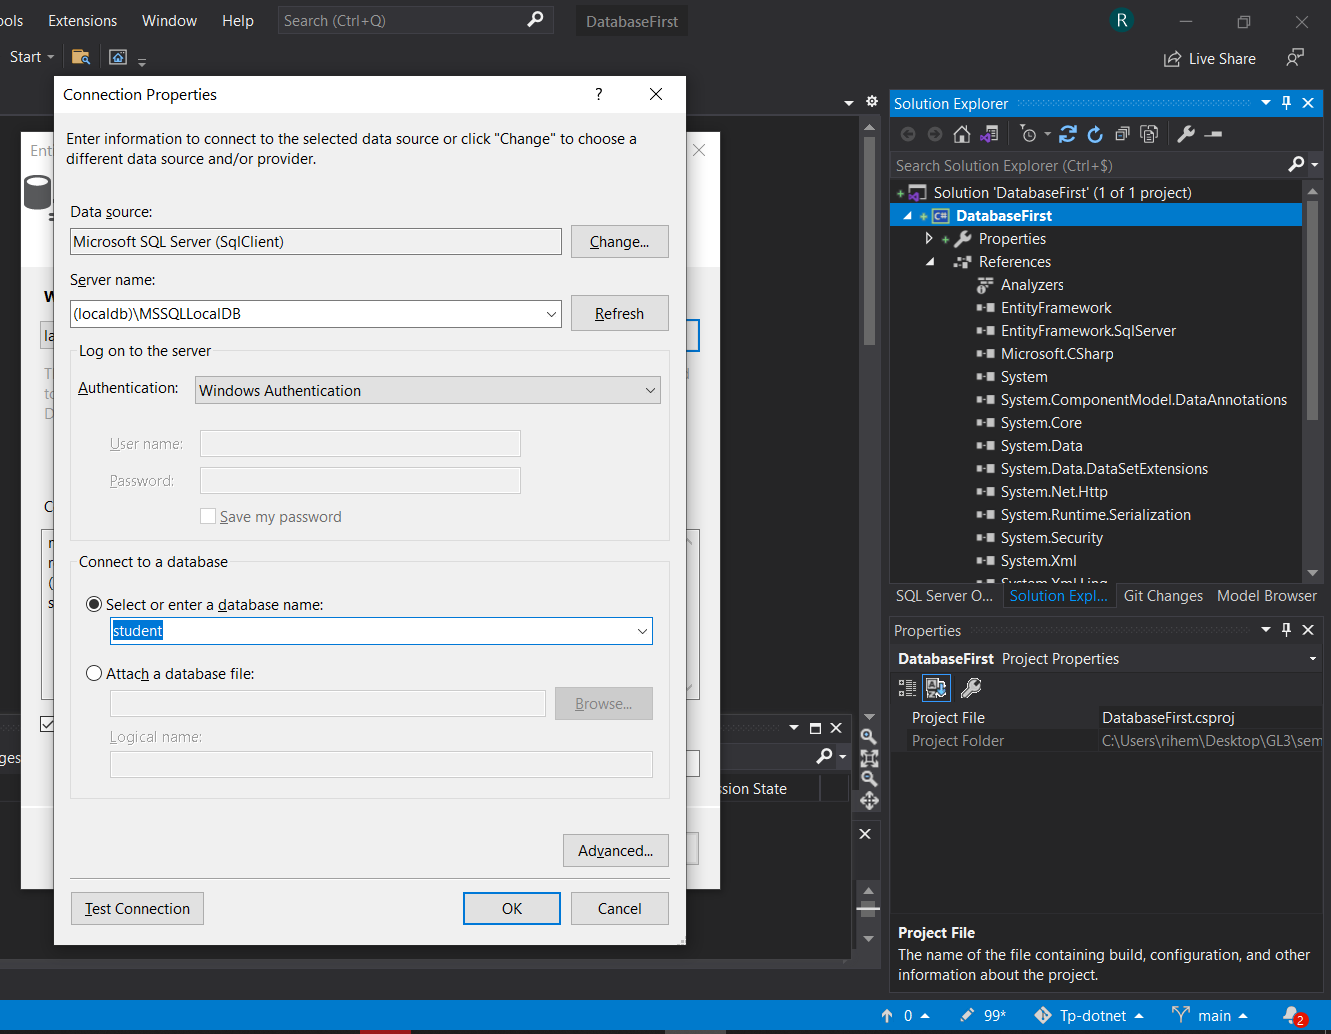 ools Extensions Window Help Search (Ctrl+Q) DatabaseFirst R
Start Live Share
Connection Properties ?
Enter information to connect to the selected data source or click "Change" to choose a
different data source and/or provider.
Data source:
Microsoft SQL Server (SqlClient) Change...
Server name:
(localdb)\MSSQLLocalDB Refresh
Log on to the server
Authentication: Windows Authentication
User name:
Password:
Save my password
Connect to a database
Select or enter a database name:
student
Attach a database file:
Browse...
Logical name:
Advanced...
Test Connection OK Cancel
Ent
ges
sion State
Solution Explorer
Search Solution Explorer (Ctrl+$)
Solution 'DatabaseFirst' (1 of 1 project)
C# DatabaseFirst
Properties
References
Analyzers
EntityFramework
EntityFramework.SqlServer
Microsoft.CSharp
System
System.ComponentModel.DataAnnotations
System.Core
System.Data
System.Data.DataSetExtensions
System.Net.Http
System.Runtime.Serialization
System.Security
System.Xml
System.Xml.Linq
SQL Server O... Solution Expl... Git Changes Model Browser
Properties
DatabaseFirst Project Properties
Project File DatabaseFirst.csproj
Project Folder C:\Users\rihem\Desktop\GL3\sem
Project File
The name of the file containing build, configuration, and other
information about the project.
0 99* Tp-dotnet main 2